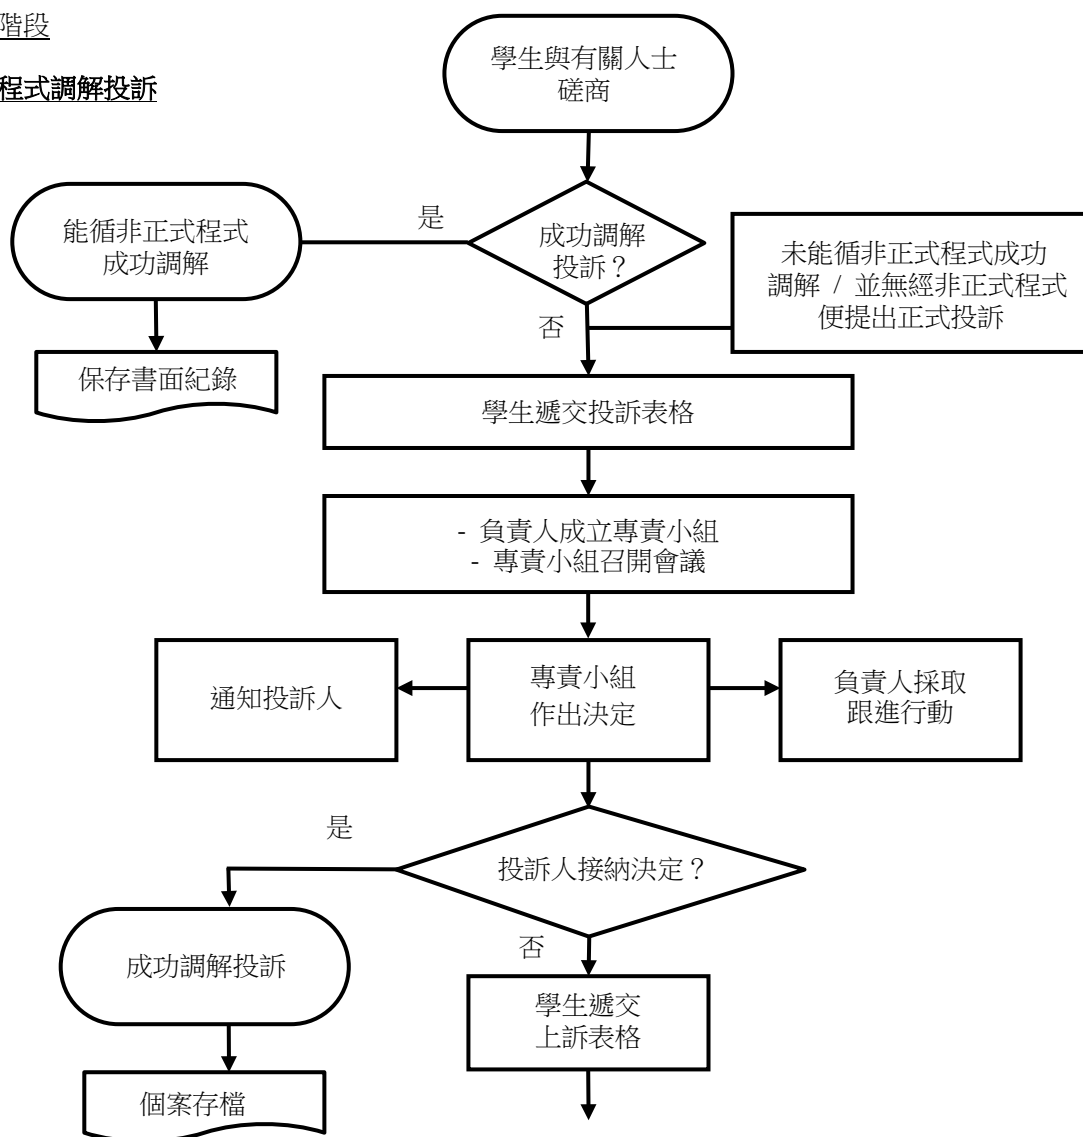 階段
程式調解投訴
學生與有關人士
磋商
是
能循非正式程式
成功調解
成功調解
投訴？
未能循非正式程式成功
調解 / 並無經非正式程式
便提出正式投訴
否
保存書面紀錄
學生遞交投訴表格
- 負責人成立專責小組
- 專責小組召開會議
通知投訴人
專責小組
作出決定
負責人採取
跟進行動
是
投訴人接納決定？
否
成功調解投訴
學生遞交
上訴表格
個案存檔